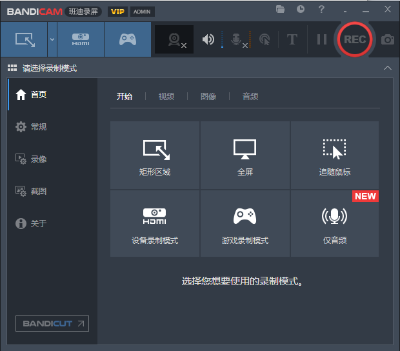 BANDICAM 班迪录屏 VIP ADMIN
HDMI T REC
请选择录制模式
首页
常规
录像
截图
关于
BANDICUT
开始 视频 图像 音频
矩形区域 全屏 追随鼠标
NEW
HDMI
设备录制模式 游戏录制模式 仅音频
选择您想要使用的录制模式。